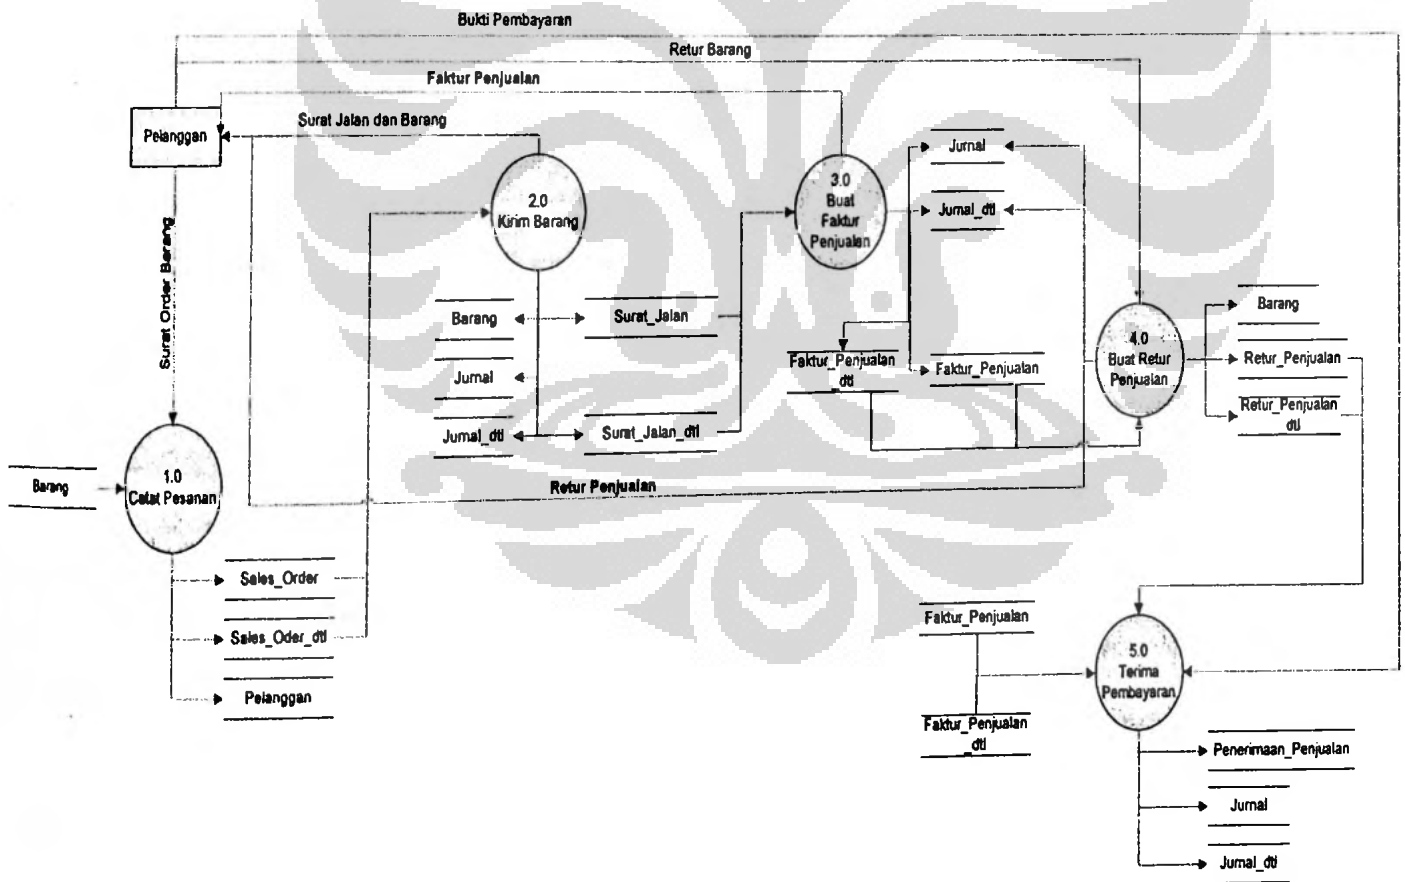 Bukti Pembayaran
Retur Barang
Faktur Penjualan
Surat Jalan dan Barang
Pelanggan
Surat Order Barang
2.0
Kirim Barang
3.0
Buat
Faktur
Penjualan
Jurnal
Jurnal_dtl
Barang
Surat_Jalan
Jurnal
Jurnal_dtl
Surat_Jalan_dtl
Faktur_Penjualan
_dtl
Faktur_Penjualan
4.0
Buat Retur
Penjualan
Barang
Retur_Penjualan
Retur_Penjualan
_dtl
Barang
1.0
Catat Pesanan
Retur Penjualan
Sales_Order
Sales_Oder_dtl
Pelanggan
Faktur_Penjualan
Faktur_Penjualan
_dtl
5.0
Terima
Pembayaran
Penerimaan_Penjualan
Jurnal
Jurnal_dtl